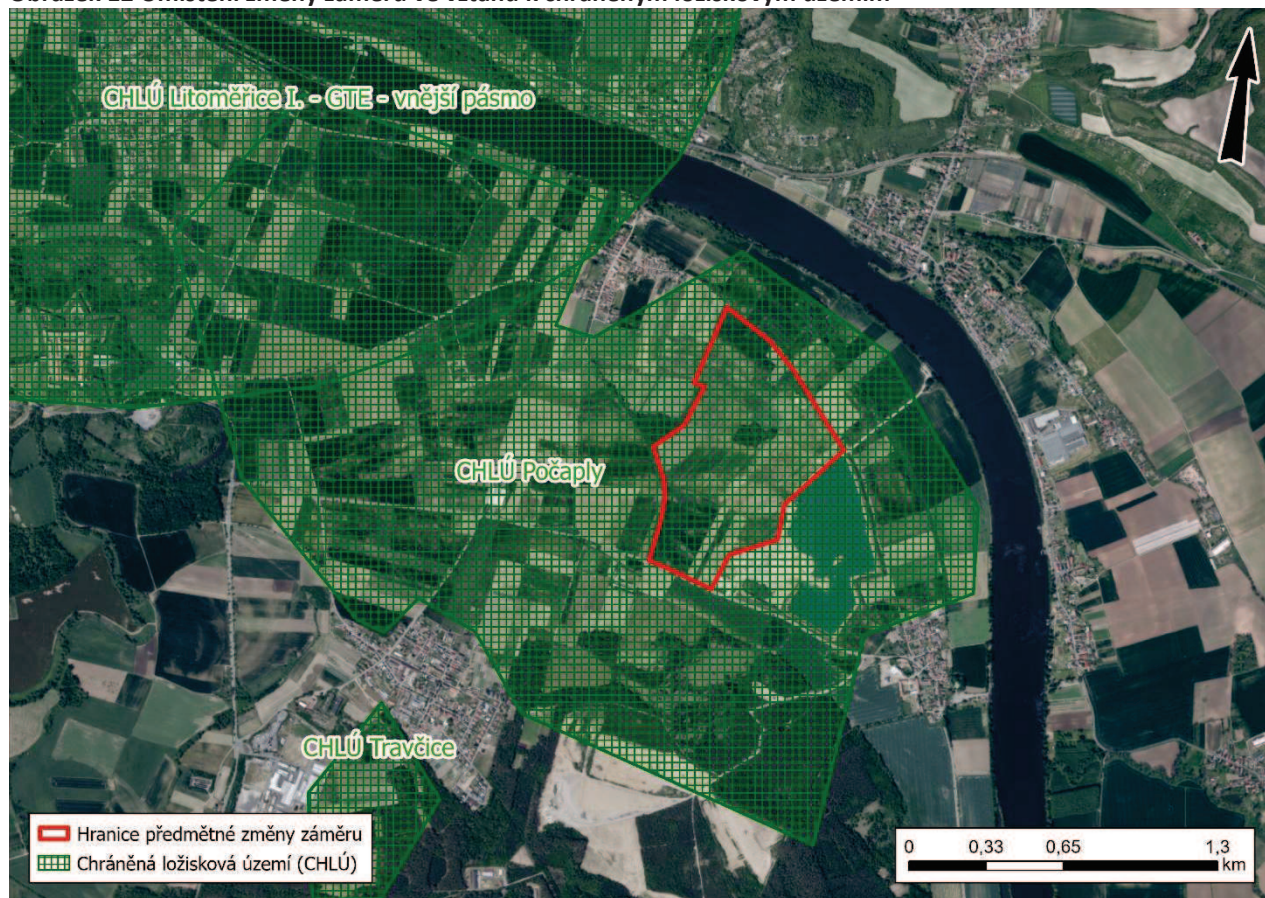 CHLÚ Litoměřice I. - GTE - vnější pásmo
CHLÚ Počaply
CHLÚ Travčice
Hranice předmětné změny záměru
Chráněná ložisková území (CHLÚ)
0 0,33 0,65 1,3
km